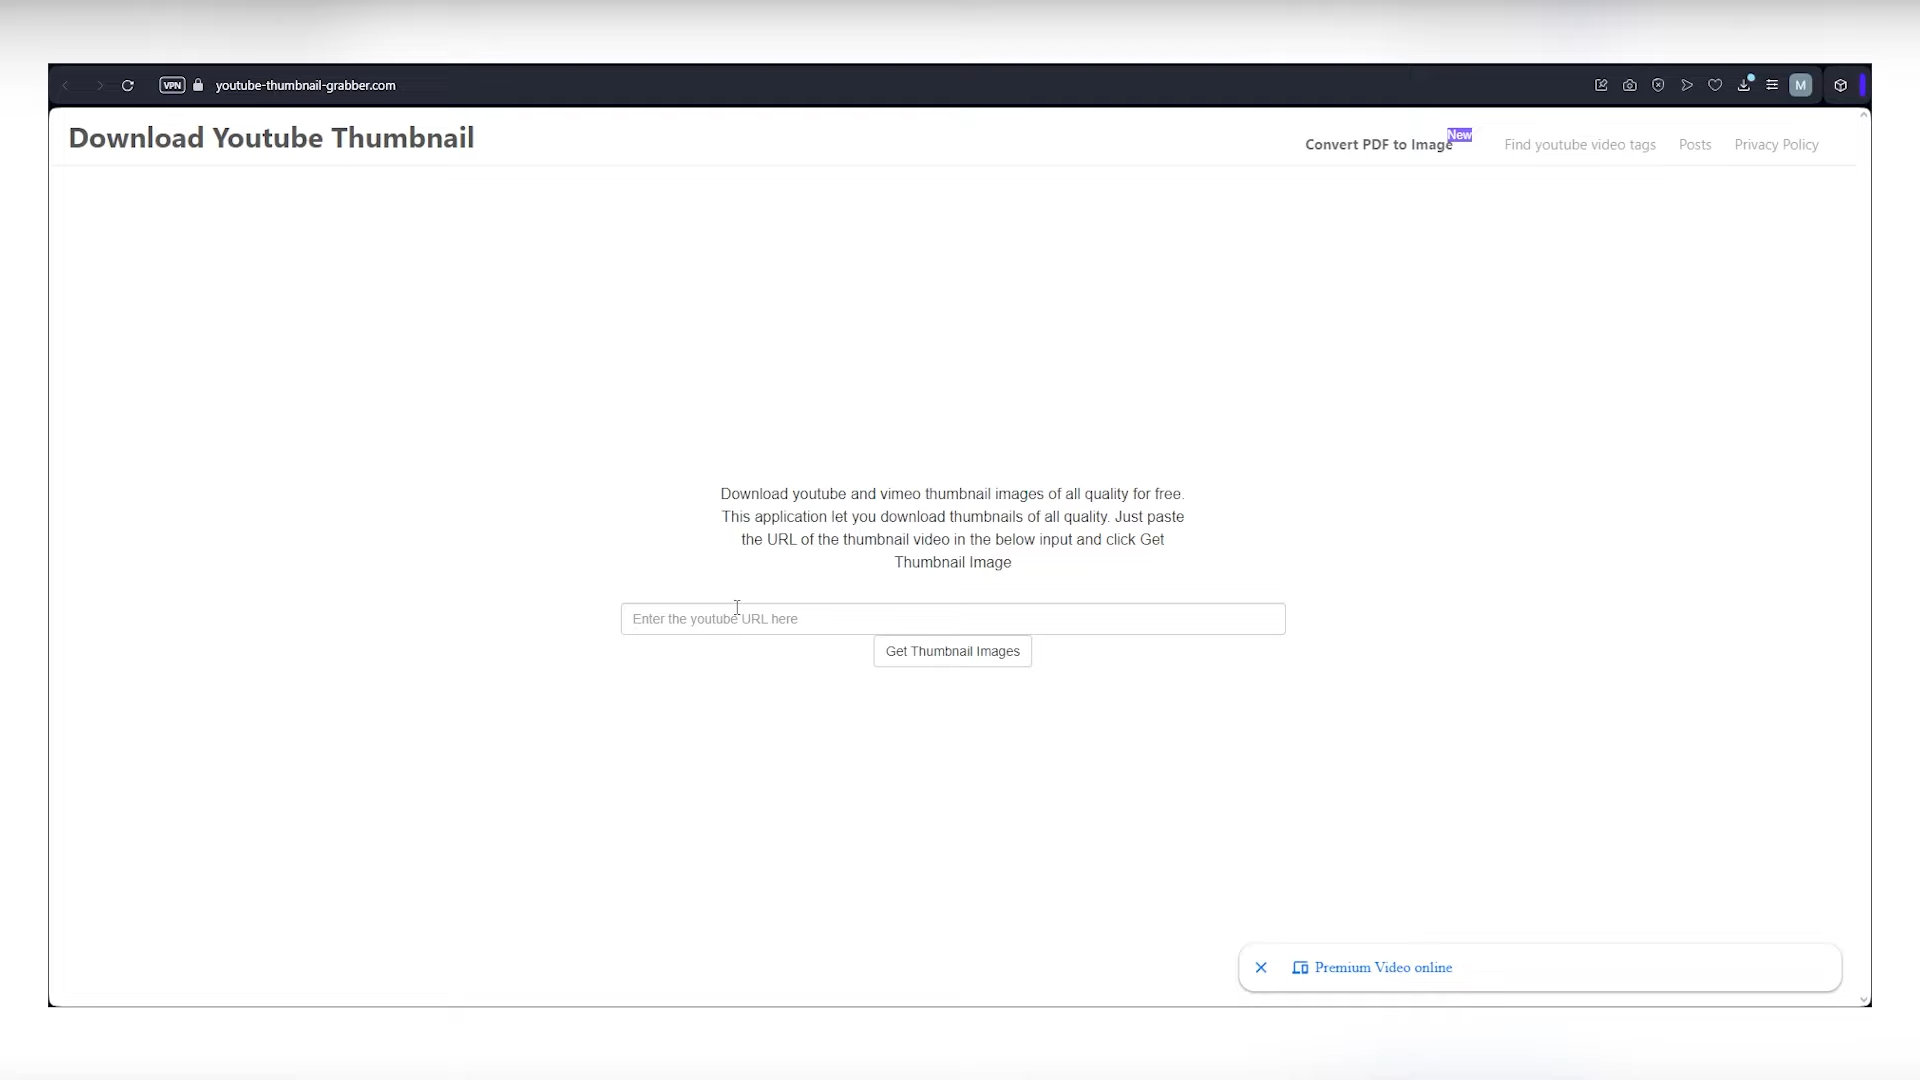 VPN youtube-thumbnail-grabber.com M
Download Youtube Thumbnail
Convert PDF to Image New Find youtube video tags Posts Privacy Policy
Download youtube and vimeo thumbnail images of all quality for free.
This application let you download thumbnails of all quality. Just paste
the URL of the thumbnail video in the below input and click Get
Thumbnail Image
Enter the youtube URL here
Get Thumbnail Images
Premium Video online